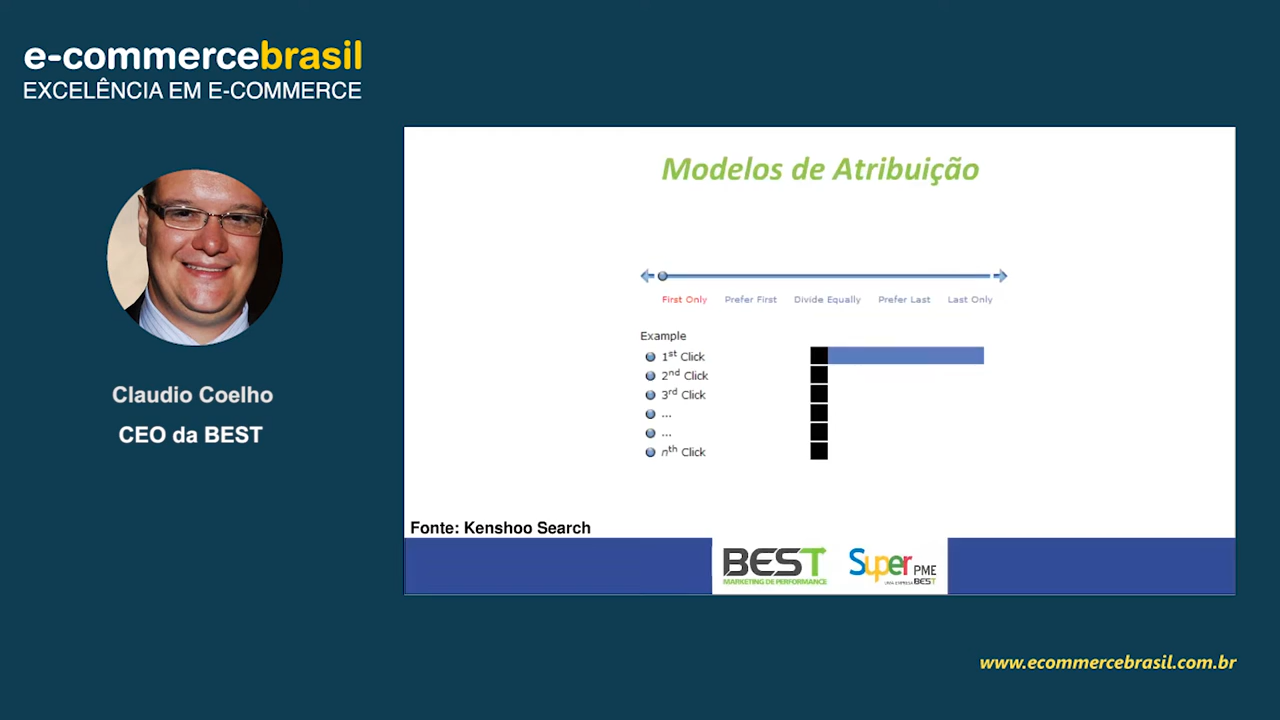 e-commercebrasil
EXCELÊNCIA EM E-COMMERCE
Claudio Coelho
CEO da BEST
Modelos de Atribuição
First Only Prefer First Divide Equally Prefer Last Last Only
Example
1st Click
2nd Click
3rd Click
...
...
nth Click
Fonte: Kenshoo Search
BEST
MARKETING DE PERFORMANCE
Super PME
UMA EMPRESA BEST
www.ecommercebrasil.com.br